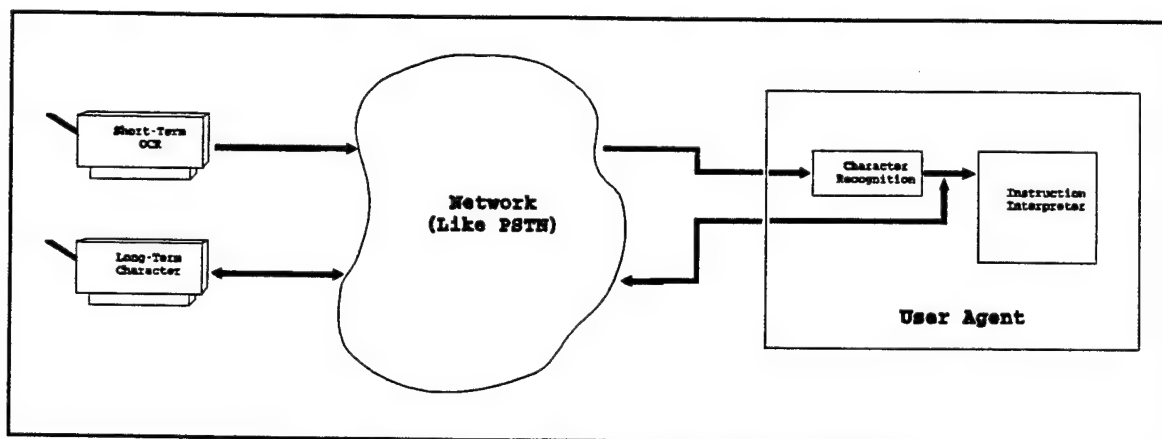 Short-Term
OCR
Long-Term
Character
Network
(Like PSTN)
Character
Recognition
Instruction
Interpreter
User Agent